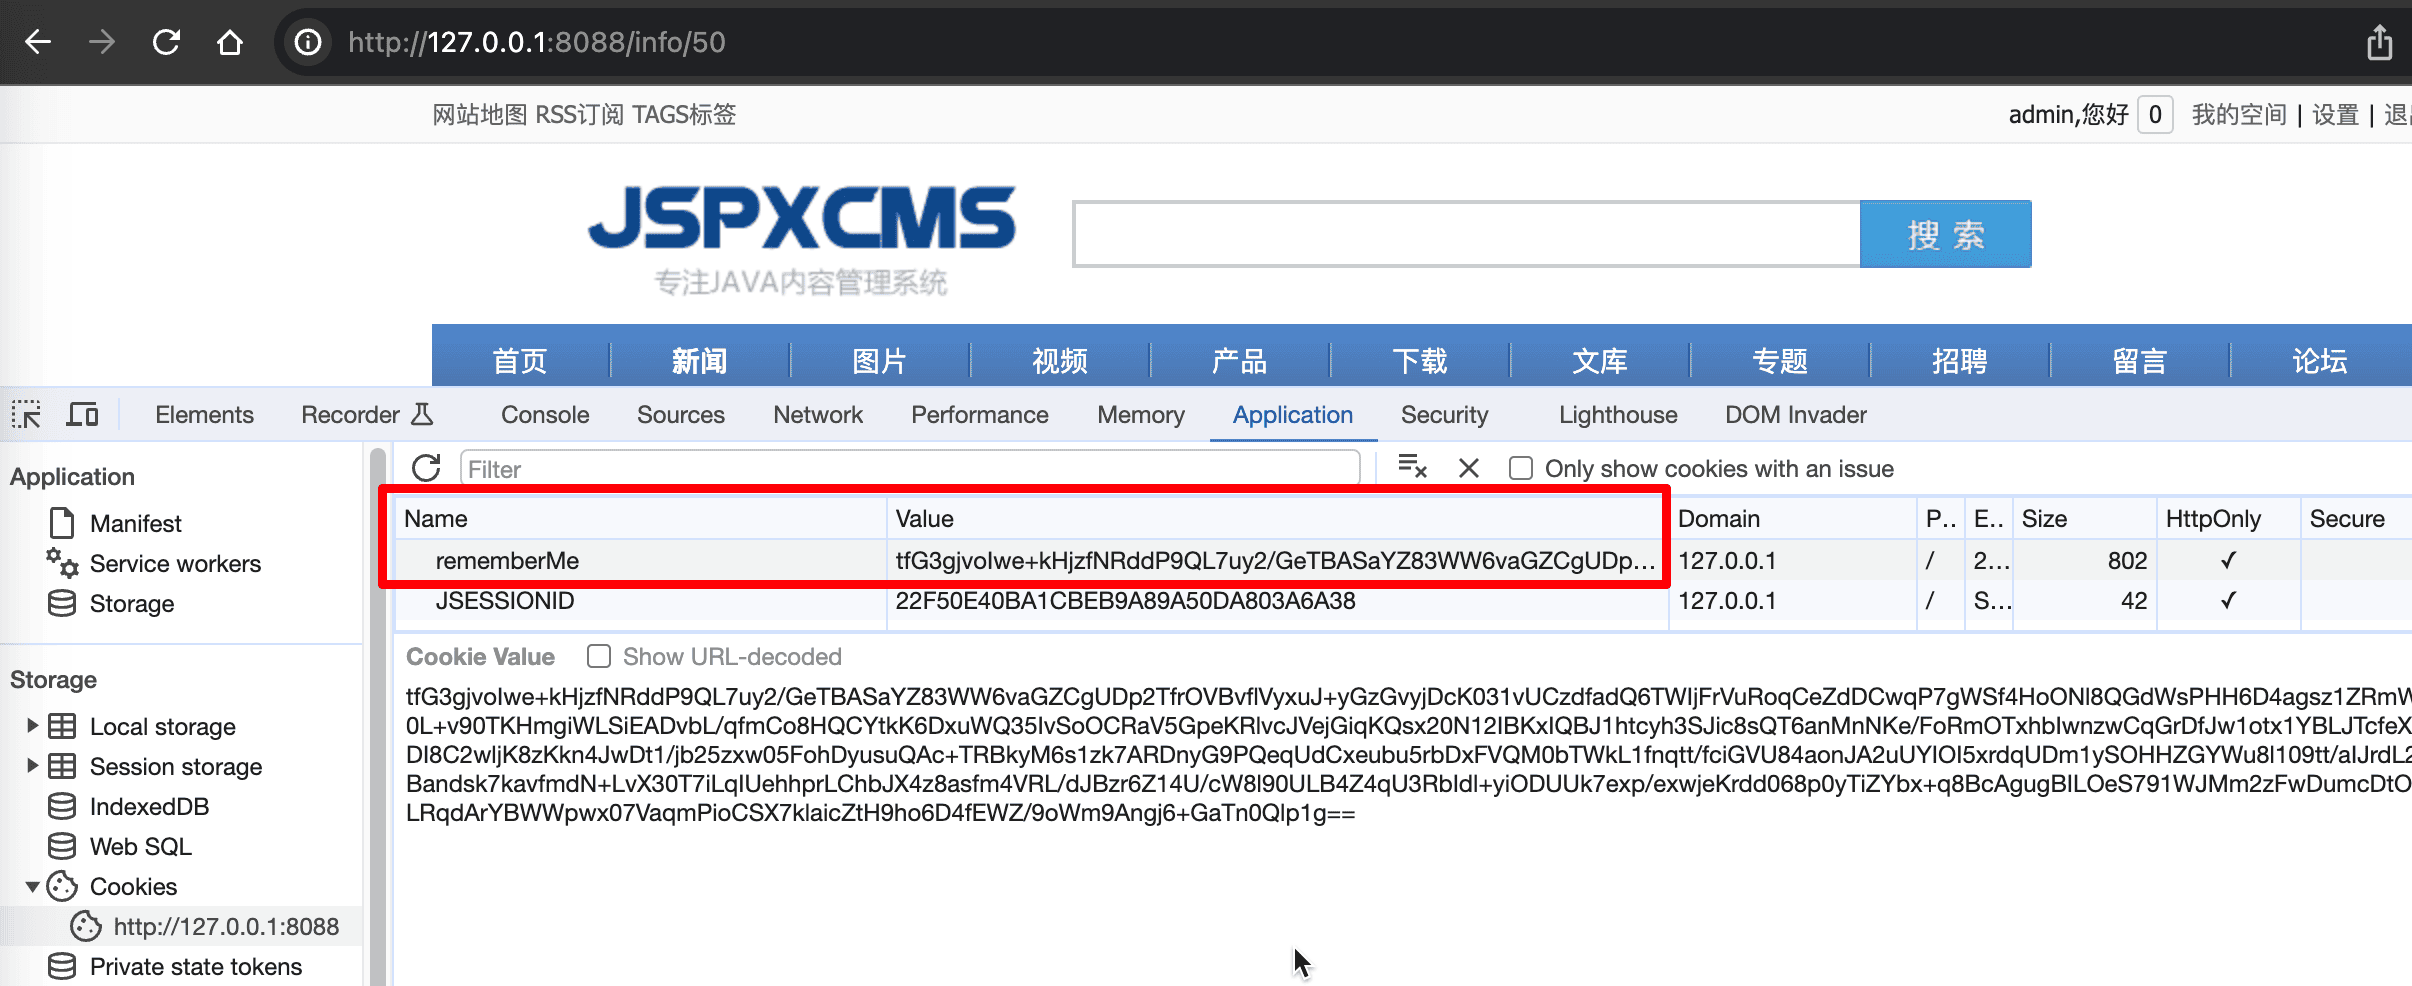 http://127.0.0.1:8088/info/50
网站地图 RSS订阅 TAGS标签
admin,您好 0 我的空间 | 设置 |
JSPXCMS
专注JAVA内容管理系统
搜 索
首页 新闻 图片 视频 产品 下载 文库 专题 招聘 留言 论坛
Elements Recorder Console Sources Network Performance Memory Application Security Lighthouse DOM Invader
Application
Manifest
Service workers
Storage
Storage
Local storage
Session storage
IndexedDB
Web SQL
Cookies
http://127.0.0.1:8088
Private state tokens
Filter Only show cookies with an issue
Name Value Domain P.. E.. Size HttpOnly Secure
rememberMe tfG3gjvoIwe+kHjzfNRddP9QL7uy2/GeTBASaYZ83WW6vaGZCgUDp... 127.0.0.1 / 2... 802 ✓
JSESSIONID 22F50E40BA1CBEB9A89A50DA803A6A38 127.0.0.1 / S... 42 ✓
Cookie Value Show URL-decoded
tfG3gjvoIwe+kHjzfNRddP9QL7uy2/GeTBASaYZ83WW6vaGZCgUDp2TfrOVBvflVyxuJ+yGzGvyjDcK031vUCzdfadQ6TWIjFrVuRoqCeZdDCwqP7gWSf4HoONl8QGdWsPHH6D4agsz1ZRmW
0L+v90TKHmgiWLSiEADvbL/qfmCo8HQCYtkK6DxuWQ35IvSoOCRaV5GpeKRlvcJVejGiqKQsx20N12IBKxIQBJ1htcyh3SJic8sQT6anMnNKe/FoRmOTxhbIwnzwCqGrDfJw1otx1YBLJTcfeX
DI8C2wIjK8zKkn4JwDt1/jb25zxw05FohDyusuQAc+TRBkyM6s1zk7ARDnyG9PQeqUdCxeubu5rbDxFVQM0bTWkL1fnqtt/fciGVU84aonJA2uUYIOI5xrdqUDm1ySOHHZGYWu8l109tt/aIJrdL2
Bandsk7kavfmdN+LvX30T7iLqIUehhprLChbJX4z8asfm4VRL/dJBzr6Z14U/cW8l90ULB4Z4qU3RbIdl+yiODUUk7exp/exwjeKrdd068p0yTiZYbx+q8BcAgugBILOeS791WJMm2zFwDumcDtO
LRqdArYBWWpwx07VaqmPioCSX7klaicZtH9ho6D4fEWZ/9oWm9Angj6+GaTn0Qlp1g==